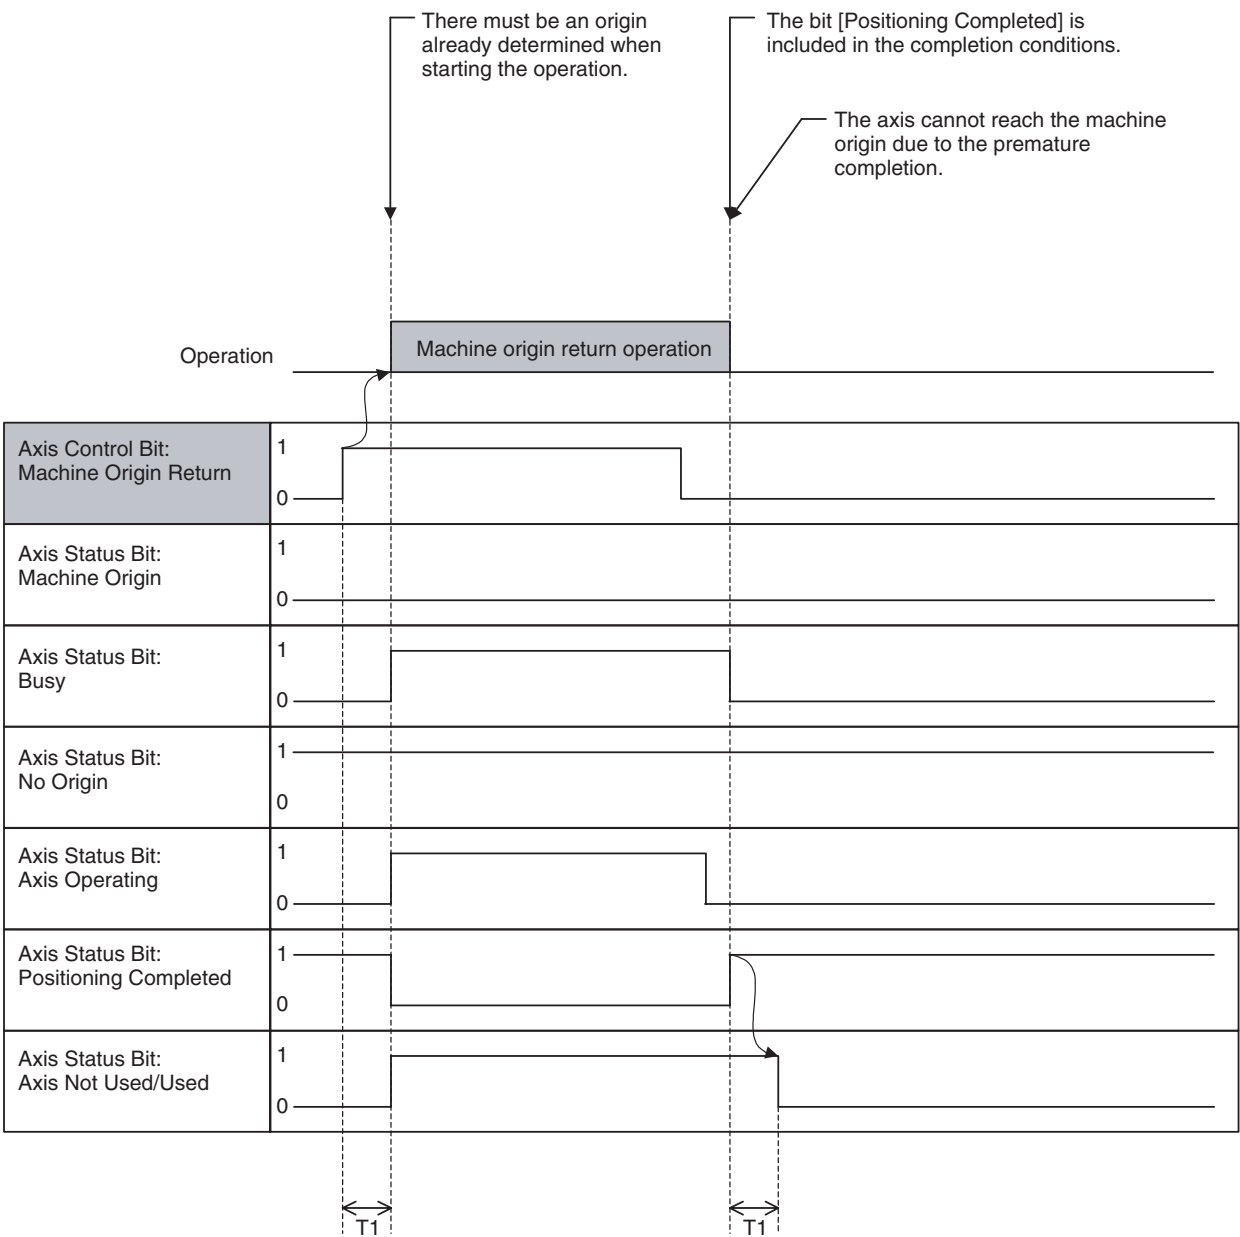 There must be an origin
already determined when
starting the operation.
The bit [Positioning Completed] is
included in the completion conditions.
The axis cannot reach the machine
origin due to the premature
completion.
Operation
Machine origin return operation
Axis Control Bit:
Machine Origin Return
1
0
Axis Status Bit:
Machine Origin
1
0
Axis Status Bit:
Busy
1
0
Axis Status Bit:
No Origin
1
0
Axis Status Bit:
Axis Operating
1
0
Axis Status Bit:
Positioning Completed
1
0
Axis Status Bit:
Axis Not Used/Used
1
0
T1
T1